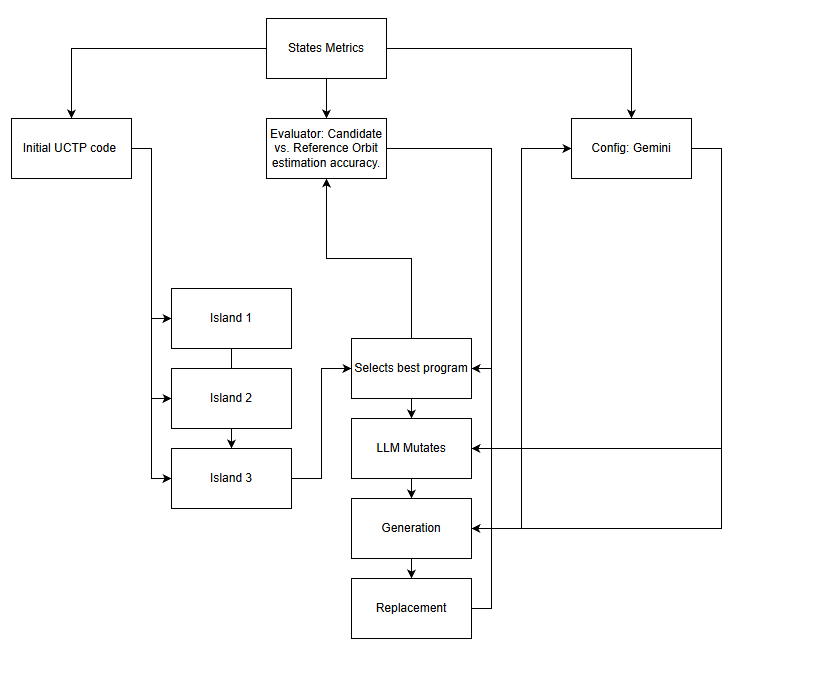 States Metrics
Initial UCTP code
Evaluator: Candidate
vs. Reference Orbit
estimation accuracy.
Config: Gemini
Island 1
Island 2
Island 3
Selects best program
LLM Mutates
Generation
Replacement